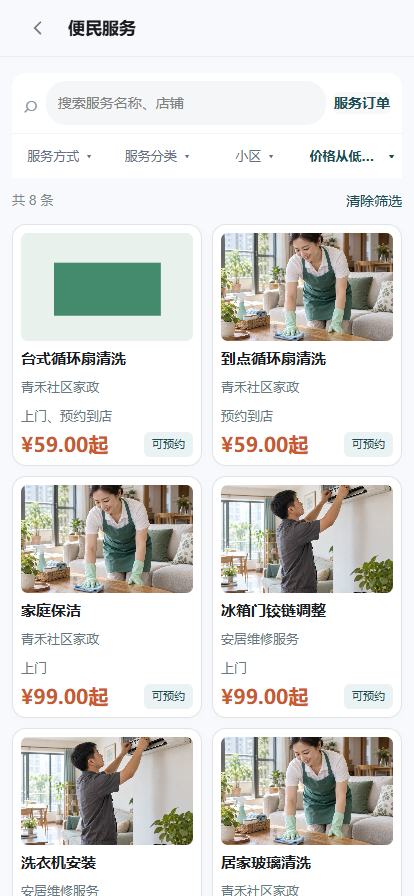 便民服务
搜索服务名称、店铺
服务订单
服务方式
服务分类
小区
价格从低...
共 8 条
清除筛选
台式循环扇清洗
青禾社区家政
上门、预约到店
¥59.00起
可预约
到点循环扇清洗
青禾社区家政
预约到店
¥59.00起
可预约
家庭保洁
青禾社区家政
上门
¥99.00起
可预约
冰箱门铰链调整
安居维修服务
上门
¥99.00起
可预约
洗衣机安装
安居维修服务
居家玻璃清洗
青禾社区家政